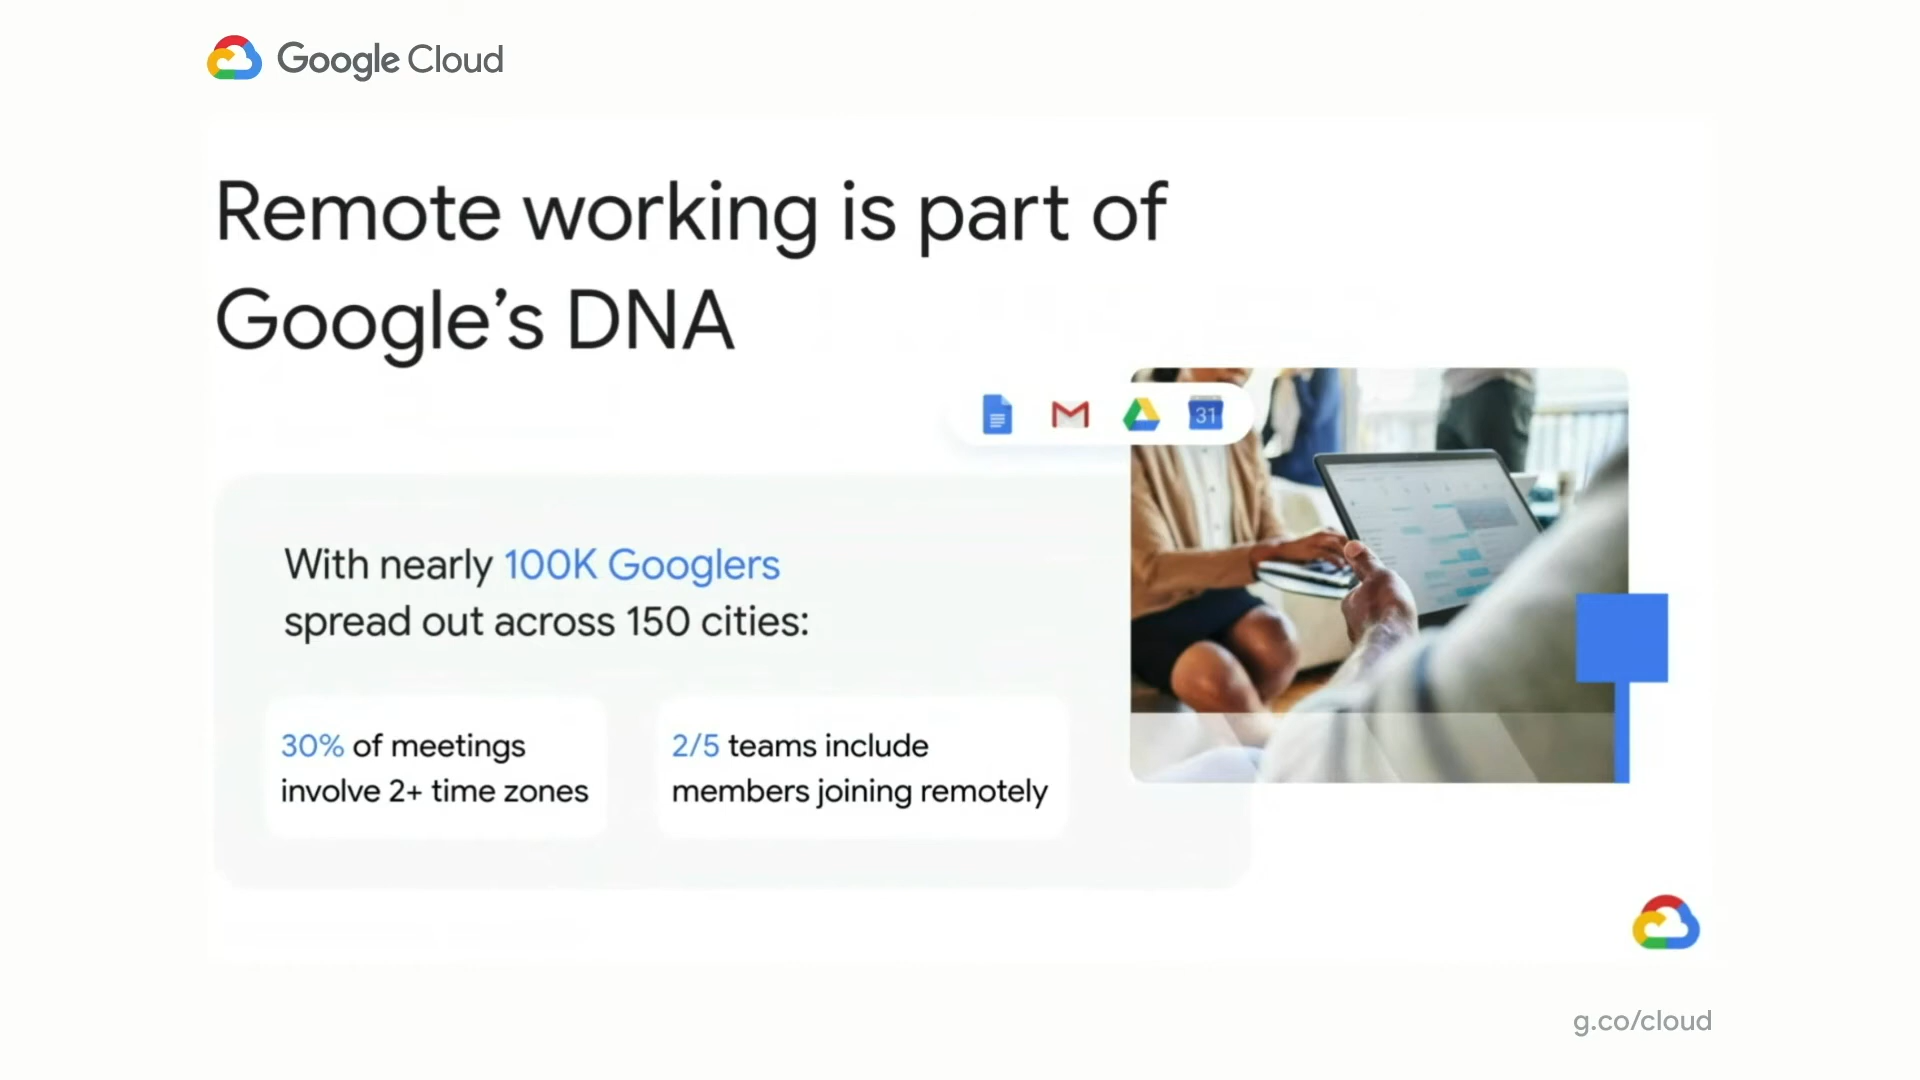 Google Cloud
Remote working is part of
Google’s DNA
31
With nearly 100K Googlers
spread out across 150 cities:
30% of meetings
involve 2+ time zones
2/5 teams include
members joining remotely
g.co/cloud